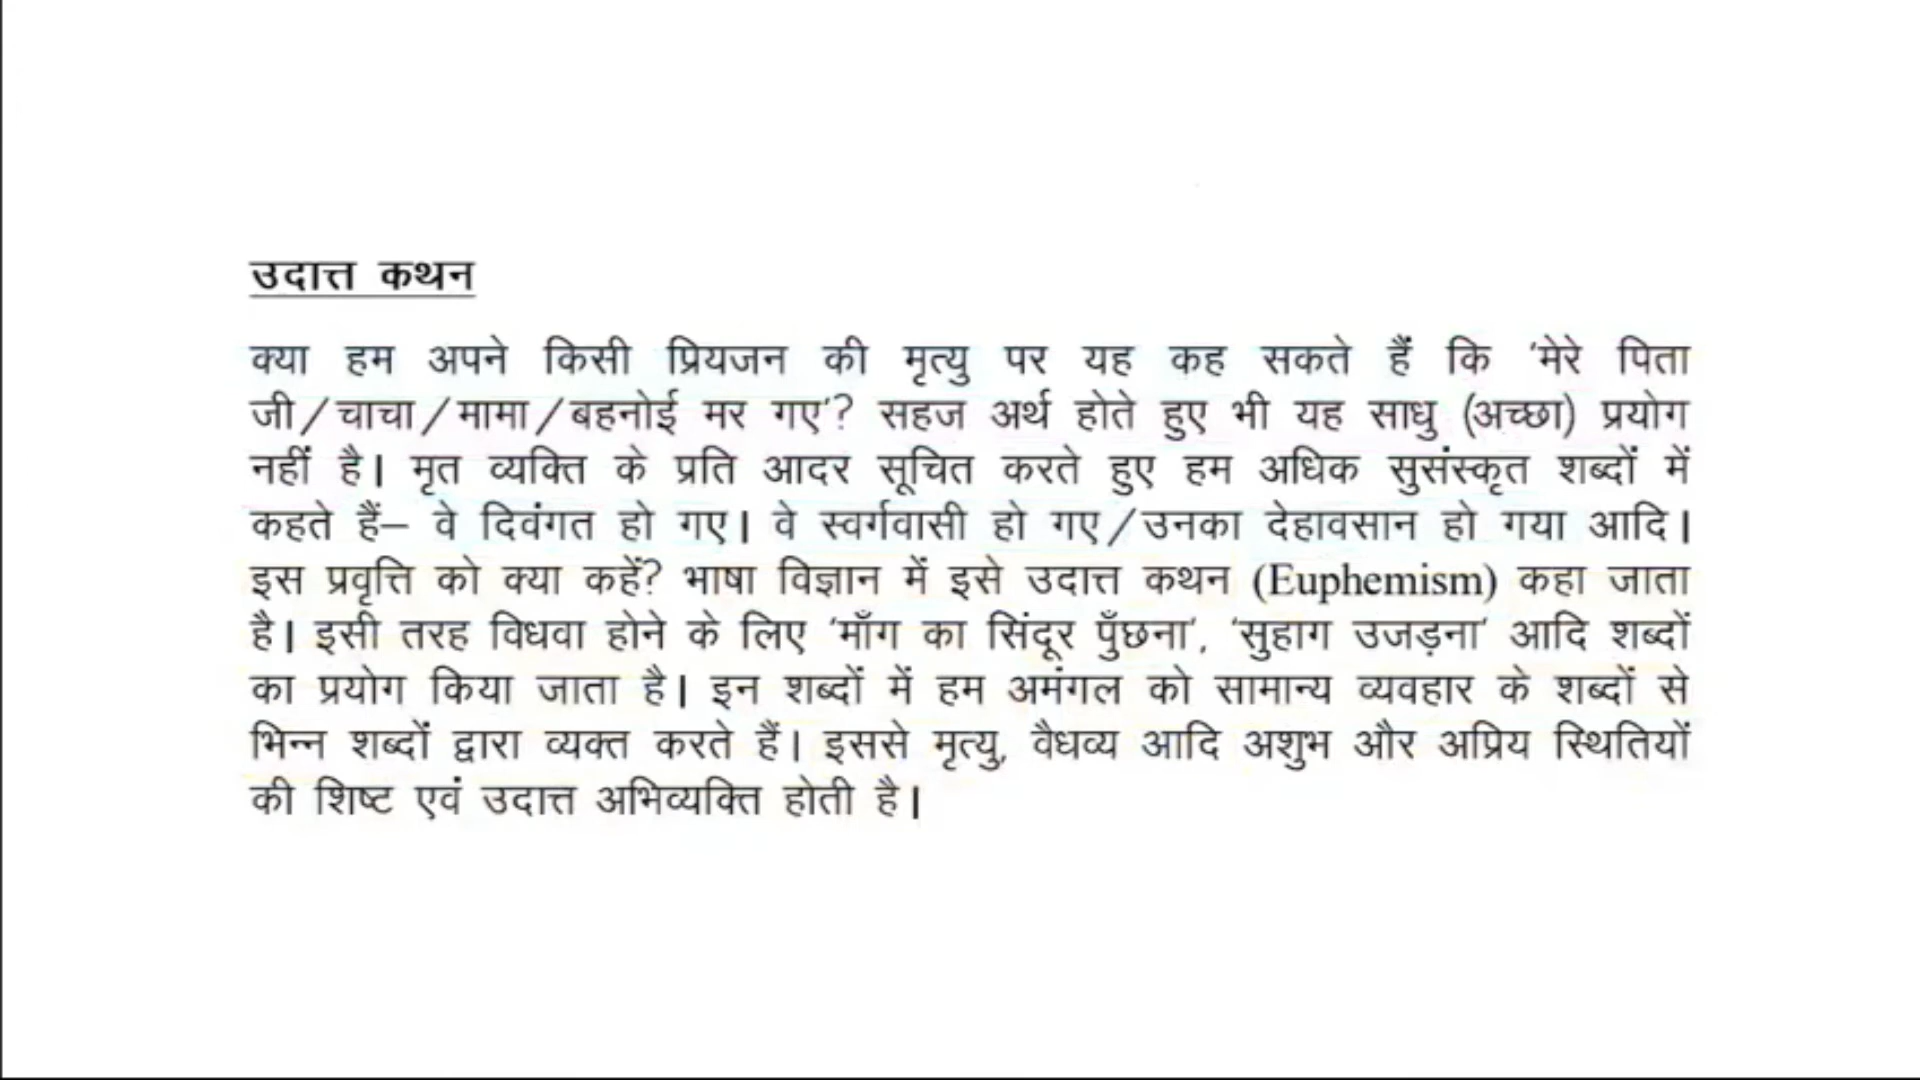 उदात्त कथन
क्या हम अपने किसी प्रियजन की मृत्यु पर यह कह सकते हैं कि 'मेरे पिता
जी/चाचा/मामा/बहनोई मर गए'? सहज अर्थ होते हुए भी यह साधु (अच्छा) प्रयोग
नहीं है। मृत व्यक्ति के प्रति आदर सूचित करते हुए हम अधिक सुसंस्कृत शब्दों में
कहते हैं– वे दिवंगत हो गए। वे स्वर्गवासी हो गए/उनका देहावसान हो गया आदि।
इस प्रवृत्ति को क्या कहें? भाषा विज्ञान में इसे उदात्त कथन (Euphemism) कहा जाता
है। इसी तरह विधवा होने के लिए 'माँग का सिंदूर पुँछना', 'सुहाग उजड़ना' आदि शब्दों
का प्रयोग किया जाता है। इन शब्दों में हम अमंगल को सामान्य व्यवहार के शब्दों से
भिन्न शब्दों द्वारा व्यक्त करते हैं। इससे मृत्यु, वैधव्य आदि अशुभ और अप्रिय स्थितियों
की शिष्ट एवं उदात्त अभिव्यक्ति होती है।